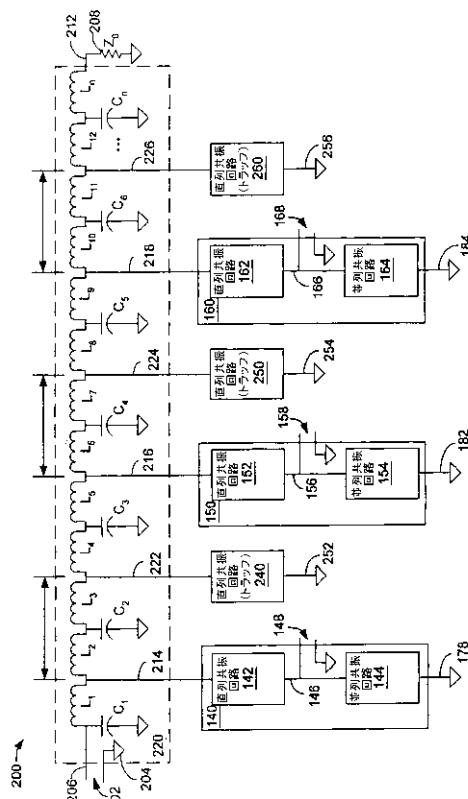 200
206
02
204
220
L1
C1
214
L2
C2
L3
222
L4
C3
L5
216
L6
C4
L7
224
L8
C5
L9
218
L10
C6
L11
226
L12
...
Cn
Ln
212
208
Z0
140
直列共振
回路
142
146
148
並列共振
回路
144
178
直列共振
回路
(トラップ)
240
252
150
直列共振
回路
152
156
158
並列共振
回路
154
182
直列共振
回路
(トラップ)
250
254
160
直列共振
回路
162
166
168
並列共振
回路
164
184
直列共振
回路
(トラップ)
260
256